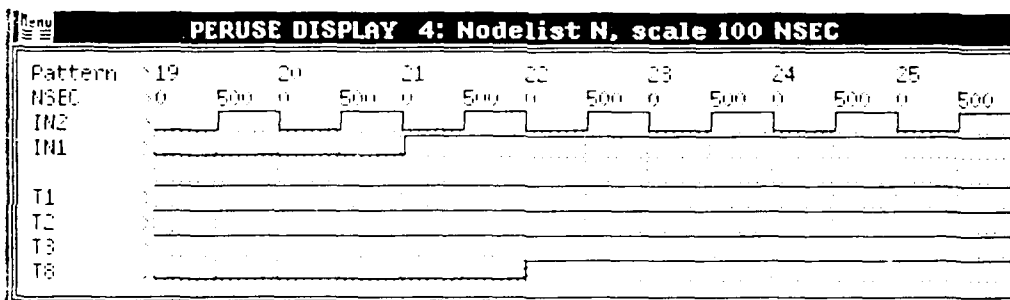 Menu
PERUSE DISPLAY 4: Nodelist N, scale 100 NSEC
Pattern 19 20 21 22 23 24 25
NSEC 0 500 0 500 0 500 0 500 0 500 0 500 0 500
IN2
IN1
T1
T2
T3
T8